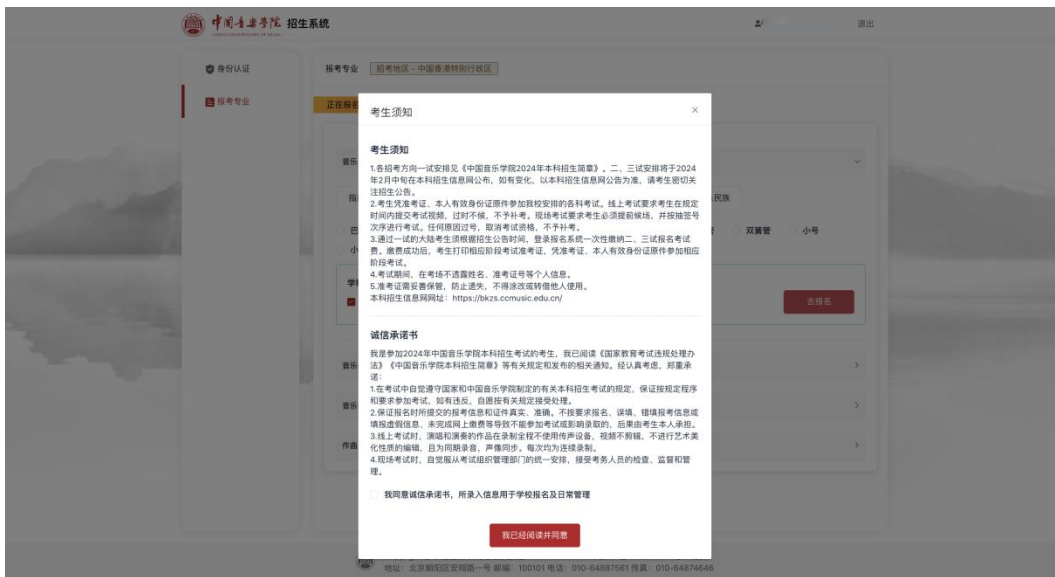 中国音乐学院 招生系统
退出
身份认证
报考专业 招考地区 - 中国香港特别行政区
报考专业
正在报名
考生须知
×
考生须知
1.各招考方向一试安排见《中国音乐学院2024年本科招生简章》。二、三试安排将于2024
年2月中旬在本科招生信息网公布，如有变化，以本科招生信息网公告为准，请考生密切关
注招生公告。
2.考生凭准考证、本人有效身份证原件参加我校安排的各科考试。线上考试要求考生在规定
时间内提交考试视频，过时不候，不予补考。现场考试要求考生必须提前候场，并按抽签号
次序进行考试。任何原因过号，取消考试资格，不予补考。
3.通过一试的大陆考生须根据招生公告时间，登录报名系统一次性缴纳二、三试报名考试
费。缴费成功后，考生打印相应阶段考试准考证，凭准考证、本人有效身份证原件参加相应
阶段考试。
4.考试期间，在考场不透露姓名、准考证号等个人信息。
5.准考证需妥善保管，防止遗失，不得涂改或转借他人使用。
本科招生信息网网址：https://bkzs.ccmusic.edu.cn/
诚信承诺书
我是参加2024年中国音乐学院本科招生考试的考生，我已阅读《国家教育考试违规处理办
法》《中国音乐学院本科招生简章》等有关规定和发布的相关通知。经认真考虑，郑重承
诺：
1.在考试中自觉遵守国家和中国音乐学院制定的有关本科招生考试的规定，保证按规定程序
和要求参加考试，如有违反，自愿按有关规定接受处理。
2.保证报名时所提交的报考信息和证件真实、准确。不按要求报名、误填、错填报考信息或
填报虚假信息、未完成网上缴费等导致不能参加考试或影响录取的，后果由考生本人承担。
3.线上考试时，演唱和演奏的作品在录制全程不使用传声设备，视频不剪辑，不进行艺术美
化性质的编辑，且为同期录音，声像同步。每次均为连续录制。
4.现场考试时，自觉服从考试组织管理部门的统一安排，接受考务人员的检查、监督和管
理。
我同意诚信承诺书，所录入信息用于学校报名及日常管理
我已经阅读并同意
音乐
指
民族
巴
双簧管
小号
小
学
去报名
音乐
音乐
作曲
地址：北京朝阳区安翔路一号 邮编：100101 电话：010-64887561 传真：010-64874646